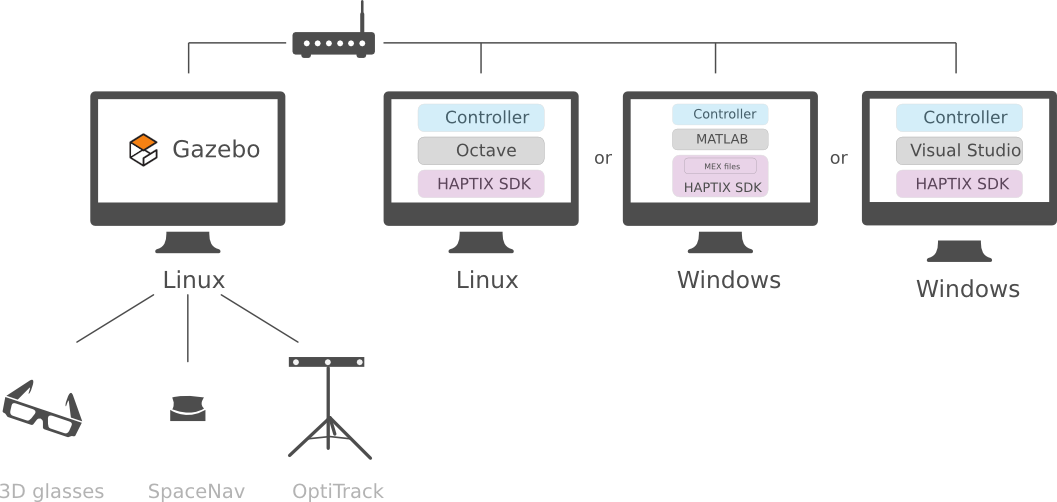 Gazebo
Linux
Controller
Octave
HAPTIX SDK
Linux
or
Controller
MATLAB
MEX files
HAPTIX SDK
Windows
or
Controller
Visual Studio
HAPTIX SDK
Windows
3D glasses
SpaceNav
OptiTrack